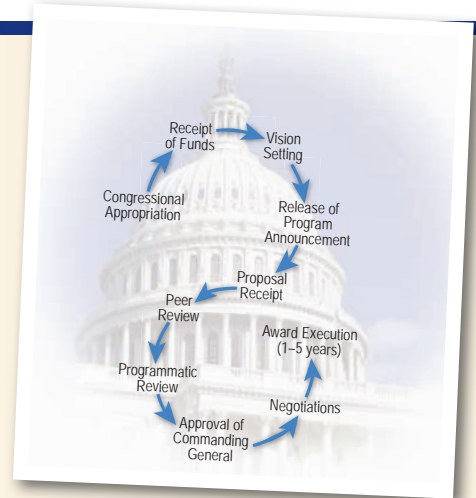 Congressional
Appropriation
Receipt
of Funds
Vision
Setting
Release of
Program
Announcement
Proposal
Receipt
Peer
Review
Programmatic
Review
Approval of
Commanding
General
Negotiations
Award Execution
(1–5 years)